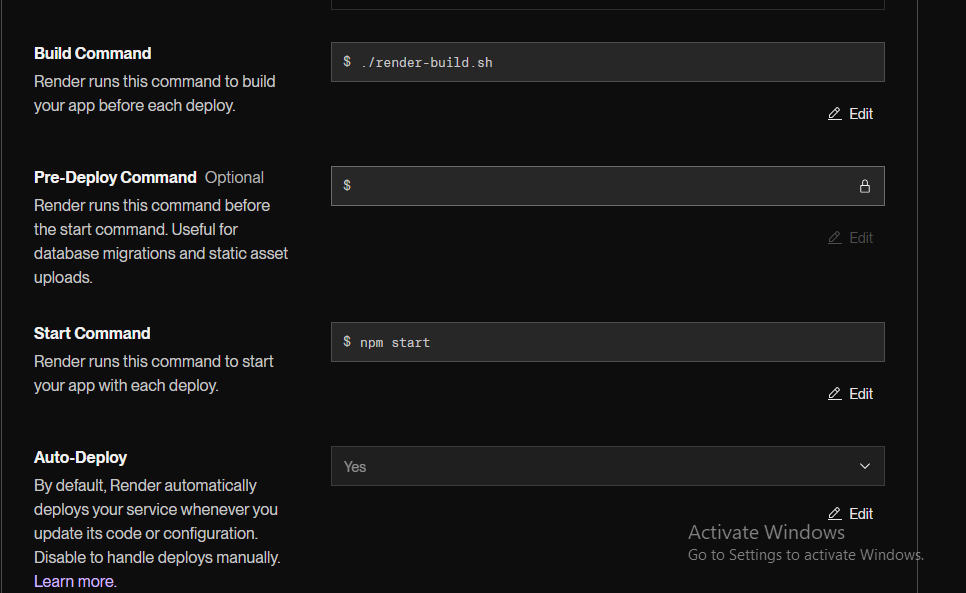 Build Command
Render runs this command to build
your app before each deploy.
$ ./render-build.sh
Edit
Pre-Deploy Command Optional
Render runs this command before
the start command. Useful for
database migrations and static asset
uploads.
$
Edit
Start Command
Render runs this command to start
your app with each deploy.
$ npm start
Edit
Auto-Deploy
By default, Render automatically
deploys your service whenever you
update its code or configuration.
Disable to handle deploys manually.
Learn more.
Yes
Edit
Activate Windows
Go to Settings to activate Windows.